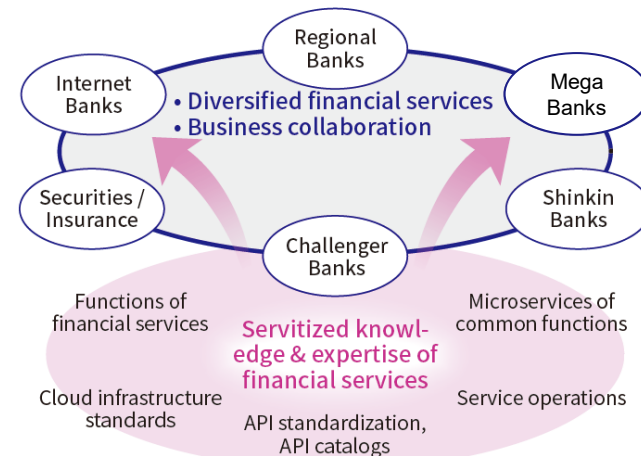 Regional
Banks
Internet
Banks
Mega
Banks
• Diversified financial services
• Business collaboration
Securities /
Insurance
Shinkin
Banks
Challenger
Banks
Functions of
financial services
Microservices of
common functions
Servitized knowl-
edge & expertise of
financial services
Cloud infrastructure
standards
Service operations
API standardization,
API catalogs